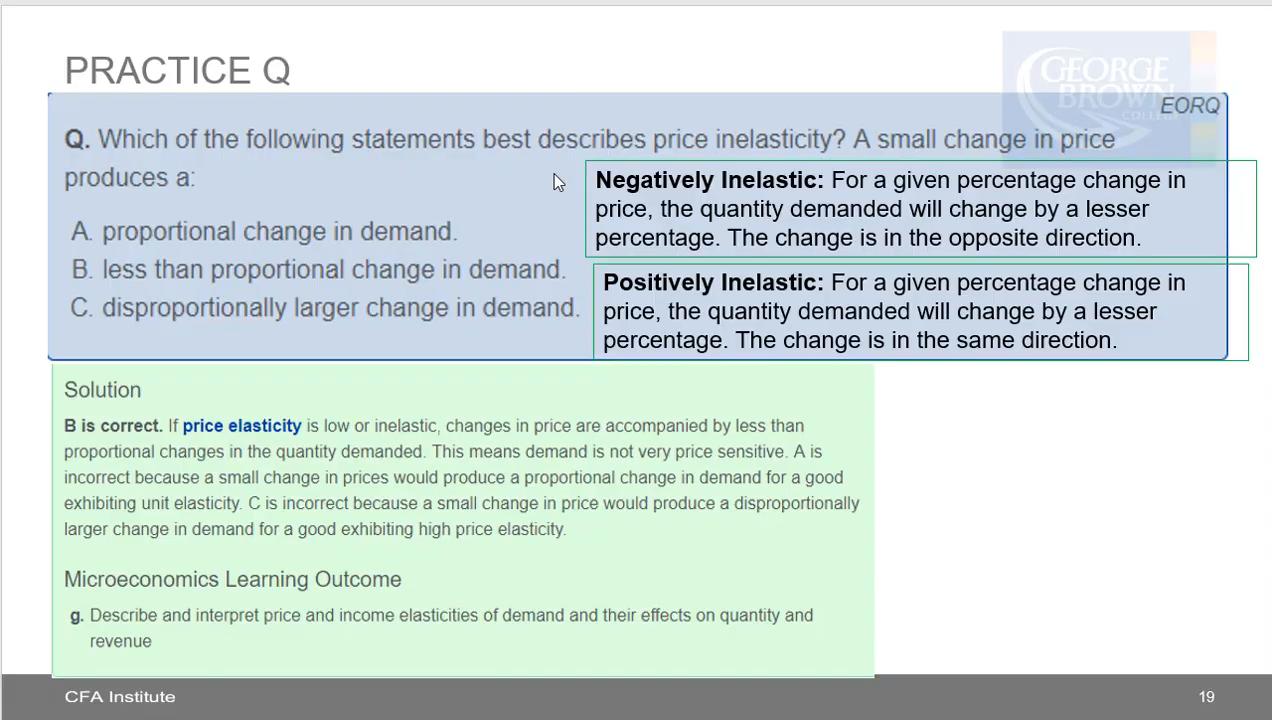 PRACTICE Q
GEORGE
BROWN
COLLEGE
EORQ
Q. Which of the following statements best describes price inelasticity? A small change in price
produces a:
A. proportional change in demand.
B. less than proportional change in demand.
C. disproportionally larger change in demand.
Negatively Inelastic: For a given percentage change in
price, the quantity demanded will change by a lesser
percentage. The change is in the opposite direction.
Positively Inelastic: For a given percentage change in
price, the quantity demanded will change by a lesser
percentage. The change is in the same direction.
Solution
B is correct. If price elasticity is low or inelastic, changes in price are accompanied by less than
proportional changes in the quantity demanded. This means demand is not very price sensitive. A is
incorrect because a small change in prices would produce a proportional change in demand for a good
exhibiting unit elasticity. C is incorrect because a small change in price would produce a disproportionally
larger change in demand for a good exhibiting high price elasticity.
Microeconomics Learning Outcome
g. Describe and interpret price and income elasticities of demand and their effects on quantity and
revenue
CFA Institute
19